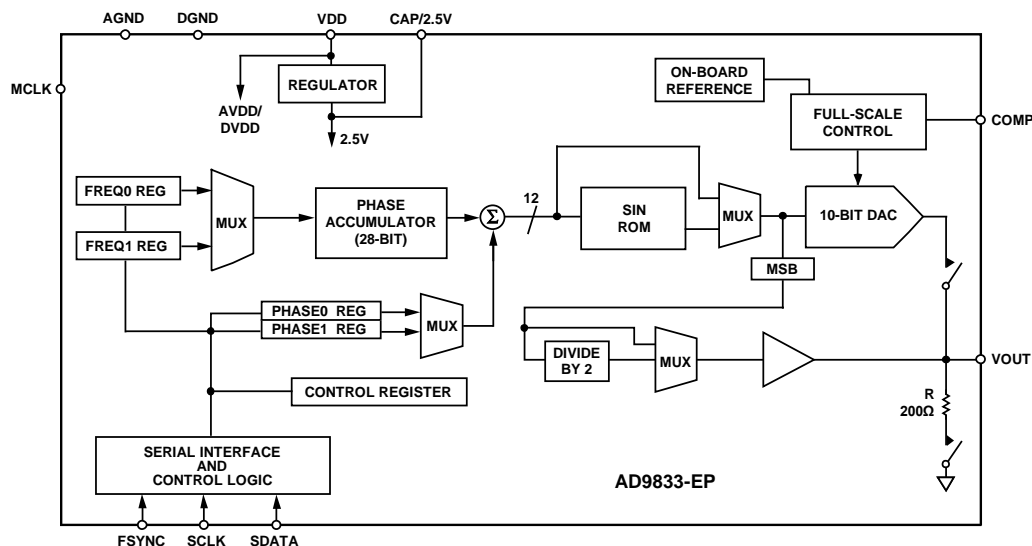 AGND
DGND
VDD
CAP/2.5V
MCLK
REGULATOR
AVDD/
DVDD
2.5V
ON-BOARD
REFERENCE
FULL-SCALE
CONTROL
COMP
FREQ0 REG
FREQ1 REG
MUX
PHASE
ACCUMULATOR
(28-BIT)
Σ
12
SIN
ROM
MUX
10-BIT DAC
MSB
PHASE0 REG
PHASE1 REG
MUX
DIVIDE
BY 2
MUX
VOUT
R
200Ω
CONTROL REGISTER
SERIAL INTERFACE
AND
CONTROL LOGIC
AD9833-EP
FSYNC
SCLK
SDATA